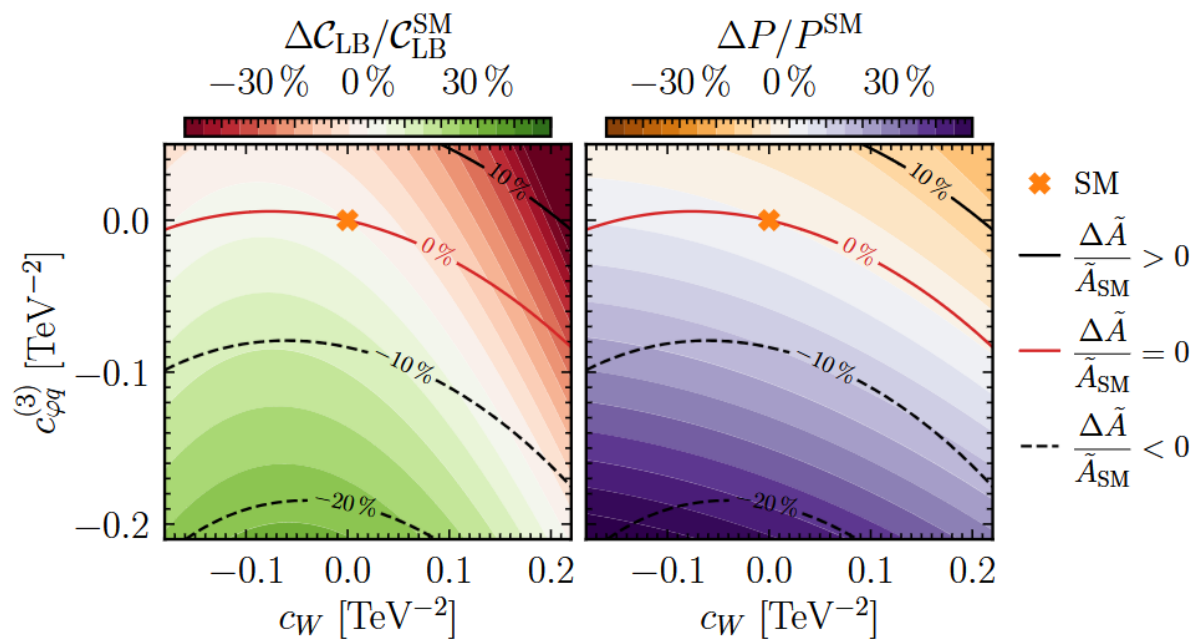 ΔC_LB/C_LB^SM
−30 % 0 % 30 %
ΔP/P^SM
−30 % 0 % 30 %
10 %
0 %
−10 %
−20 %
10 %
0 %
−10 %
−20 %
0.0
−0.1
−0.2
c_φq^(3) [TeV^−2]
−0.1 0.0 0.1 0.2
c_W [TeV^−2]
−0.1 0.0 0.1 0.2
c_W [TeV^−2]
SM
ΔÃ/Ã_SM > 0
ΔÃ/Ã_SM = 0
ΔÃ/Ã_SM < 0